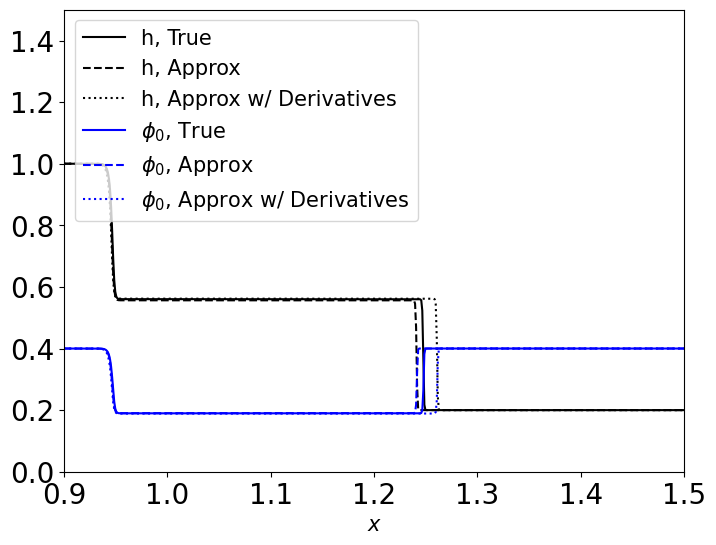 1.4
1.2
1.0
0.8
0.6
0.4
0.2
0.0
h, True
h, Approx
h, Approx w/ Derivatives
ϕ₀, True
ϕ₀, Approx
ϕ₀, Approx w/ Derivatives
0.9 1.0 1.1 1.2 1.3 1.4 1.5
x